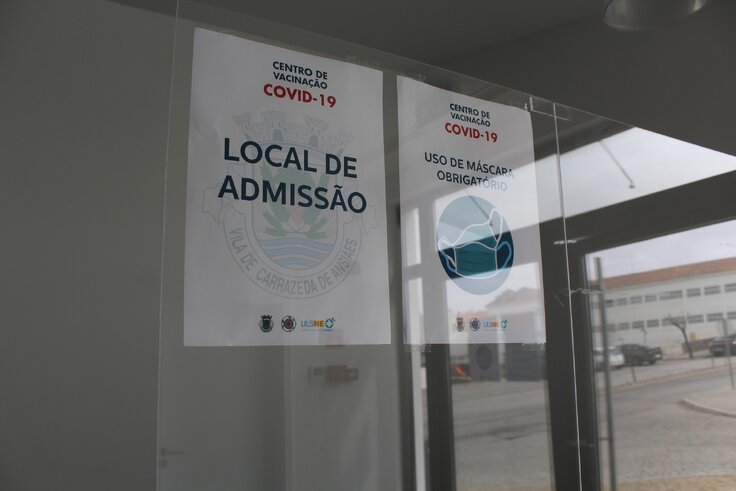 CENTRO DE
VACINAÇÃO
COVID-19
LOCAL DE
ADMISSÃO
VILA DE CARRAZEDA DE ANSIÃES
ULSNE
CENTRO DE
VACINAÇÃO
COVID-19
USO DE MÁSCARA
OBRIGATÓRIO
ULSNE